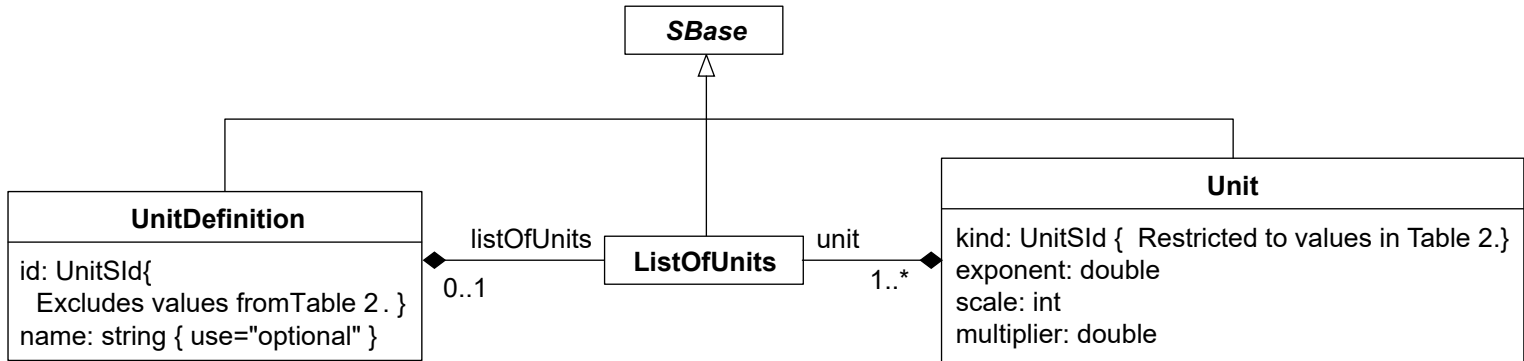 SBase
UnitDefinition
id: UnitSId{
Excludes values fromTable 2 . }
name: string { use="optional" }
listOfUnits
0..1
ListOfUnits
unit
1..*
Unit
kind: UnitSId { Restricted to values in Table 2.}
exponent: double
scale: int
multiplier: double